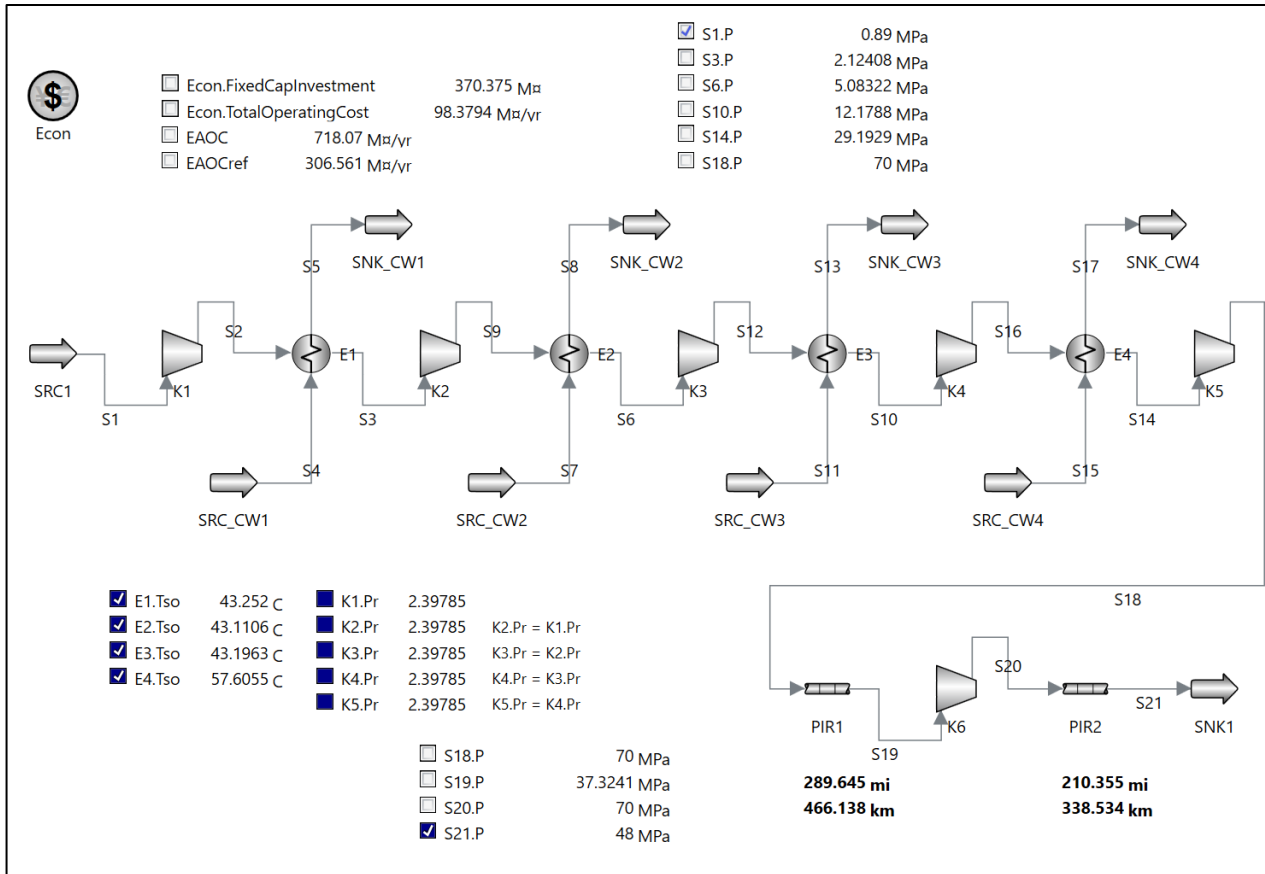 S1.P 0.89 MPa
S3.P 2.12408 MPa
S6.P 5.08322 MPa
S10.P 12.1788 MPa
S14.P 29.1929 MPa
S18.P 70 MPa
$
Econ
Econ.FixedCapInvestment 370.375 M¤
Econ.TotalOperatingCost 98.3794 M¤/yr
EAOC 718.07 M¤/yr
EAOCref 306.561 M¤/yr
SNK_CW1 SNK_CW2 SNK_CW3 SNK_CW4
S5 S8 S13 S17
S2 S9 S12 S16
E1 E2 E3 E4
SRC1 K1 K2 K3 K4 K5
S1 S3 S6 S10 S14
S4 S7 S11 S15
SRC_CW1 SRC_CW2 SRC_CW3 SRC_CW4
S18
E1.Tso 43.252 C
E2.Tso 43.1106 C
E3.Tso 43.1963 C
E4.Tso 57.6055 C
K1.Pr 2.39785
K2.Pr 2.39785 K2.Pr = K1.Pr
K3.Pr 2.39785 K3.Pr = K2.Pr
K4.Pr 2.39785 K4.Pr = K3.Pr
K5.Pr 2.39785 K5.Pr = K4.Pr
S20
S21
PIR1 K6 PIR2 SNK1
S19
S18.P 70 MPa
S19.P 37.3241 MPa
S20.P 70 MPa
S21.P 48 MPa
289.645 mi 210.355 mi
466.138 km 338.534 km